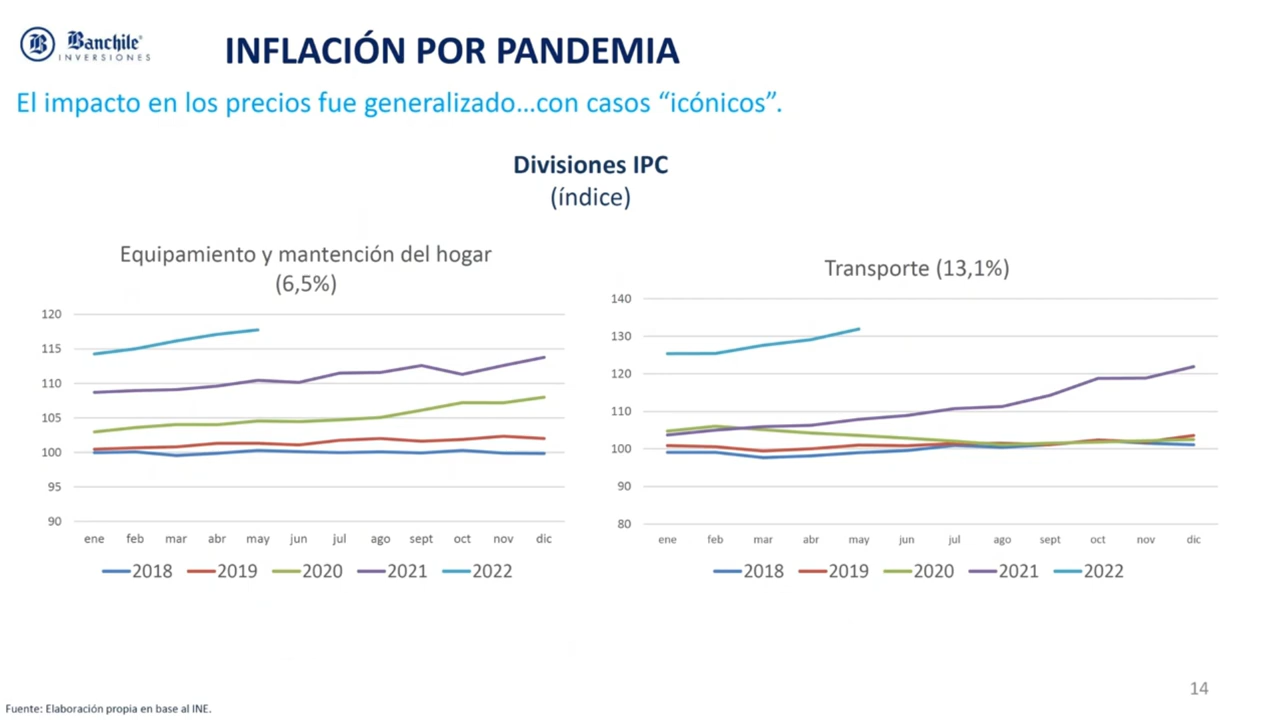 Banchile
INVERSIONES
INFLACIÓN POR PANDEMIA
El impacto en los precios fue generalizado…con casos “icónicos”.
Divisiones IPC
(índice)
Equipamiento y mantención del hogar
(6,5%)
120
115
110
105
100
95
90
ene feb mar abr may jun jul ago sept oct nov dic
2018 2019 2020 2021 2022
Transporte (13,1%)
140
130
120
110
100
90
80
ene feb mar abr may jun jul ago sept oct nov dic
2018 2019 2020 2021 2022
14
Fuente: Elaboración propia en base al INE.